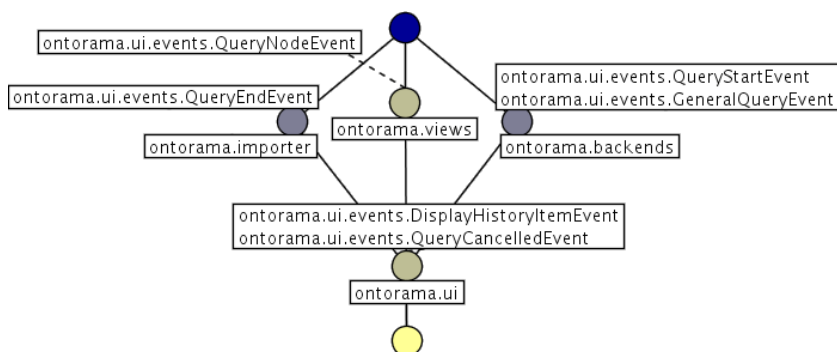 ontorama.ui.events.QueryNodeEvent
ontorama.ui.events.QueryStartEvent
ontorama.ui.events.GeneralQueryEvent
ontorama.ui.events.QueryEndEvent
ontorama.views
ontorama.importer
ontorama.backends
ontorama.ui.events.DisplayHistoryItemEvent
ontorama.ui.events.QueryCancelledEvent
ontorama.ui